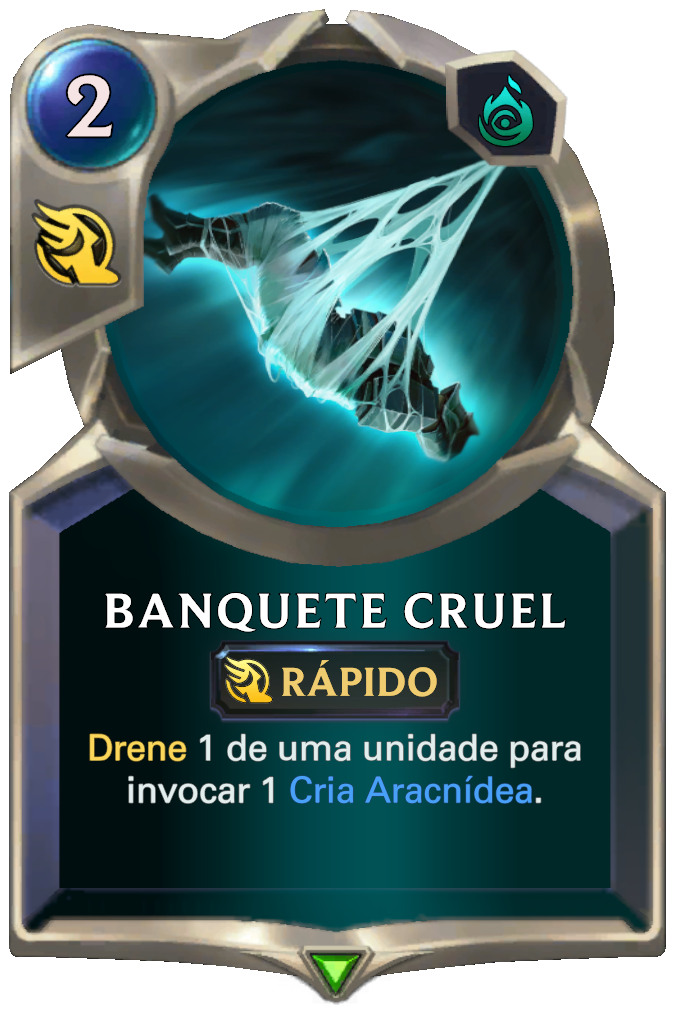 2
BANQUETE CRUEL
RÁPIDO
Drene 1 de uma unidade para
invocar 1 Cria Aracnídea.